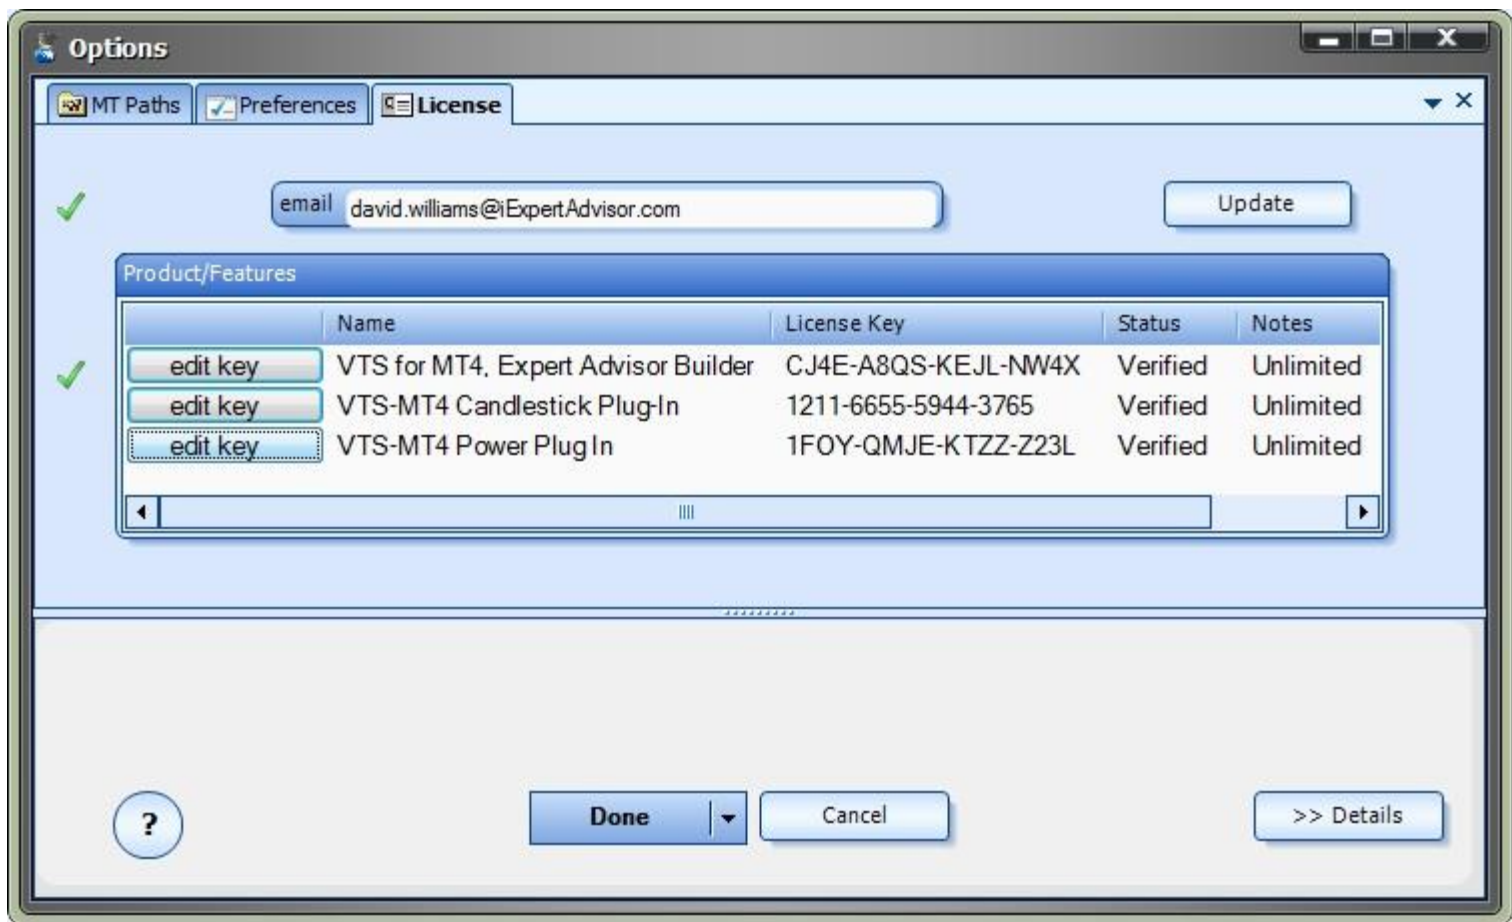 Options
MT Paths Preferences License
email david.williams@iExpertAdvisor.com Update
Product/Features
Name License Key Status Notes
edit key VTS for MT4, Expert Advisor Builder CJ4E-A8QS-KEJL-NW4X Verified Unlimited
edit key VTS-MT4 Candlestick Plug-In 1211-6655-5944-3765 Verified Unlimited
edit key VTS-MT4 Power Plug In 1FOY-QMJE-KTZZ-Z23L Verified Unlimited
? Done Cancel >> Details